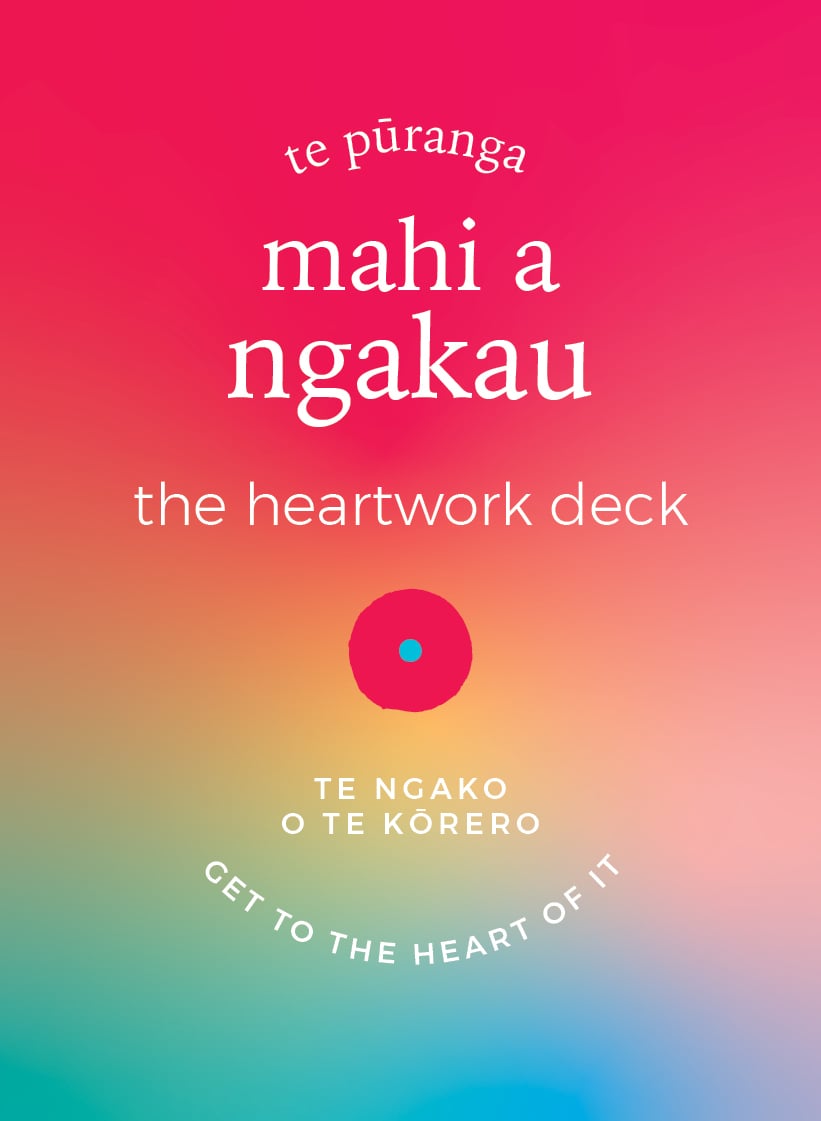 te pūranga
mahi a
ngakau
the heartwork deck
TE NGAKO
O TE KŌRERO
GET TO THE HEART OF IT